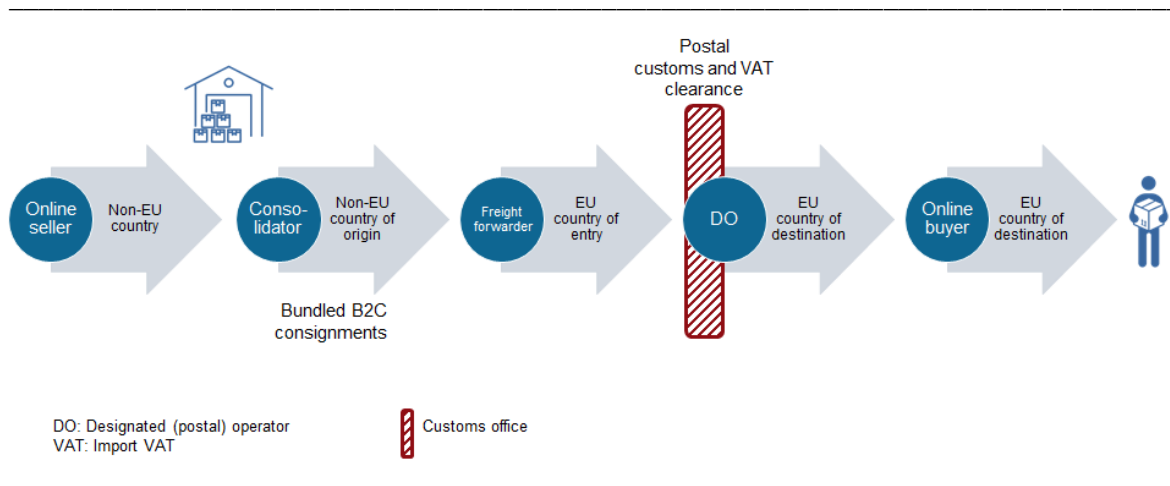 Postal
customs and VAT
clearance
Online
seller
Non-EU
country
Conso-
lidator
Non-EU
country of
origin
Freight
forwarder
EU
country of
entry
DO
EU
country of
destination
Online
buyer
EU
country of
destination
Bundled B2C
consignments
DO: Designated (postal) operator
VAT: Import VAT
Customs office